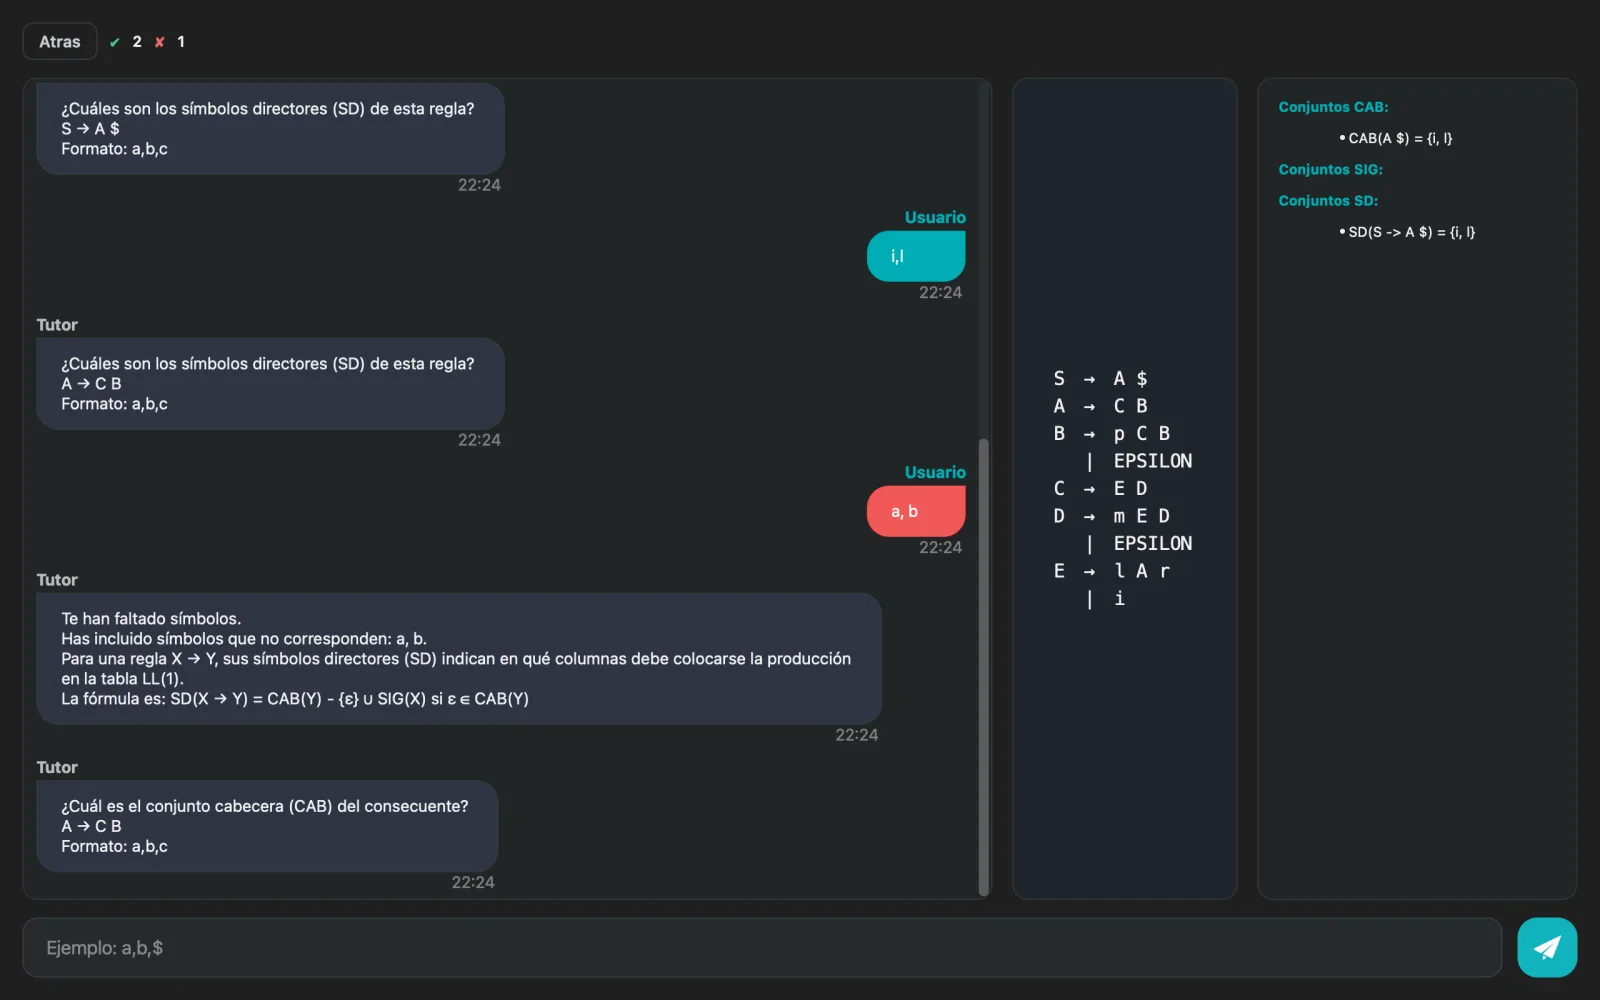 Atras ✔ 2 ✘ 1
¿Cuáles son los símbolos directores (SD) de esta regla?
S → A $
Formato: a,b,c
22:24
Usuario
i,l
22:24
Tutor
¿Cuáles son los símbolos directores (SD) de esta regla?
A → C B
Formato: a,b,c
22:24
Usuario
a, b
22:24
Tutor
Te han faltado símbolos.
Has incluido símbolos que no corresponden: a, b.
Para una regla X → Y, sus símbolos directores (SD) indican en qué columnas debe colocarse la producción
en la tabla LL(1).
La fórmula es: SD(X → Y) = CAB(Y) - {ε} ∪ SIG(X) si ε ∈ CAB(Y)
22:24
Tutor
¿Cuál es el conjunto cabecera (CAB) del consecuente?
A → C B
Formato: a,b,c
22:24
S → A $
A → C B
B → p C B
| EPSILON
C → E D
D → m E D
| EPSILON
E → l A r
| i
Conjuntos CAB:
• CAB(A $) = {i, l}
Conjuntos SIG:
Conjuntos SD:
• SD(S -> A $) = {i, l}
Ejemplo: a,b,$